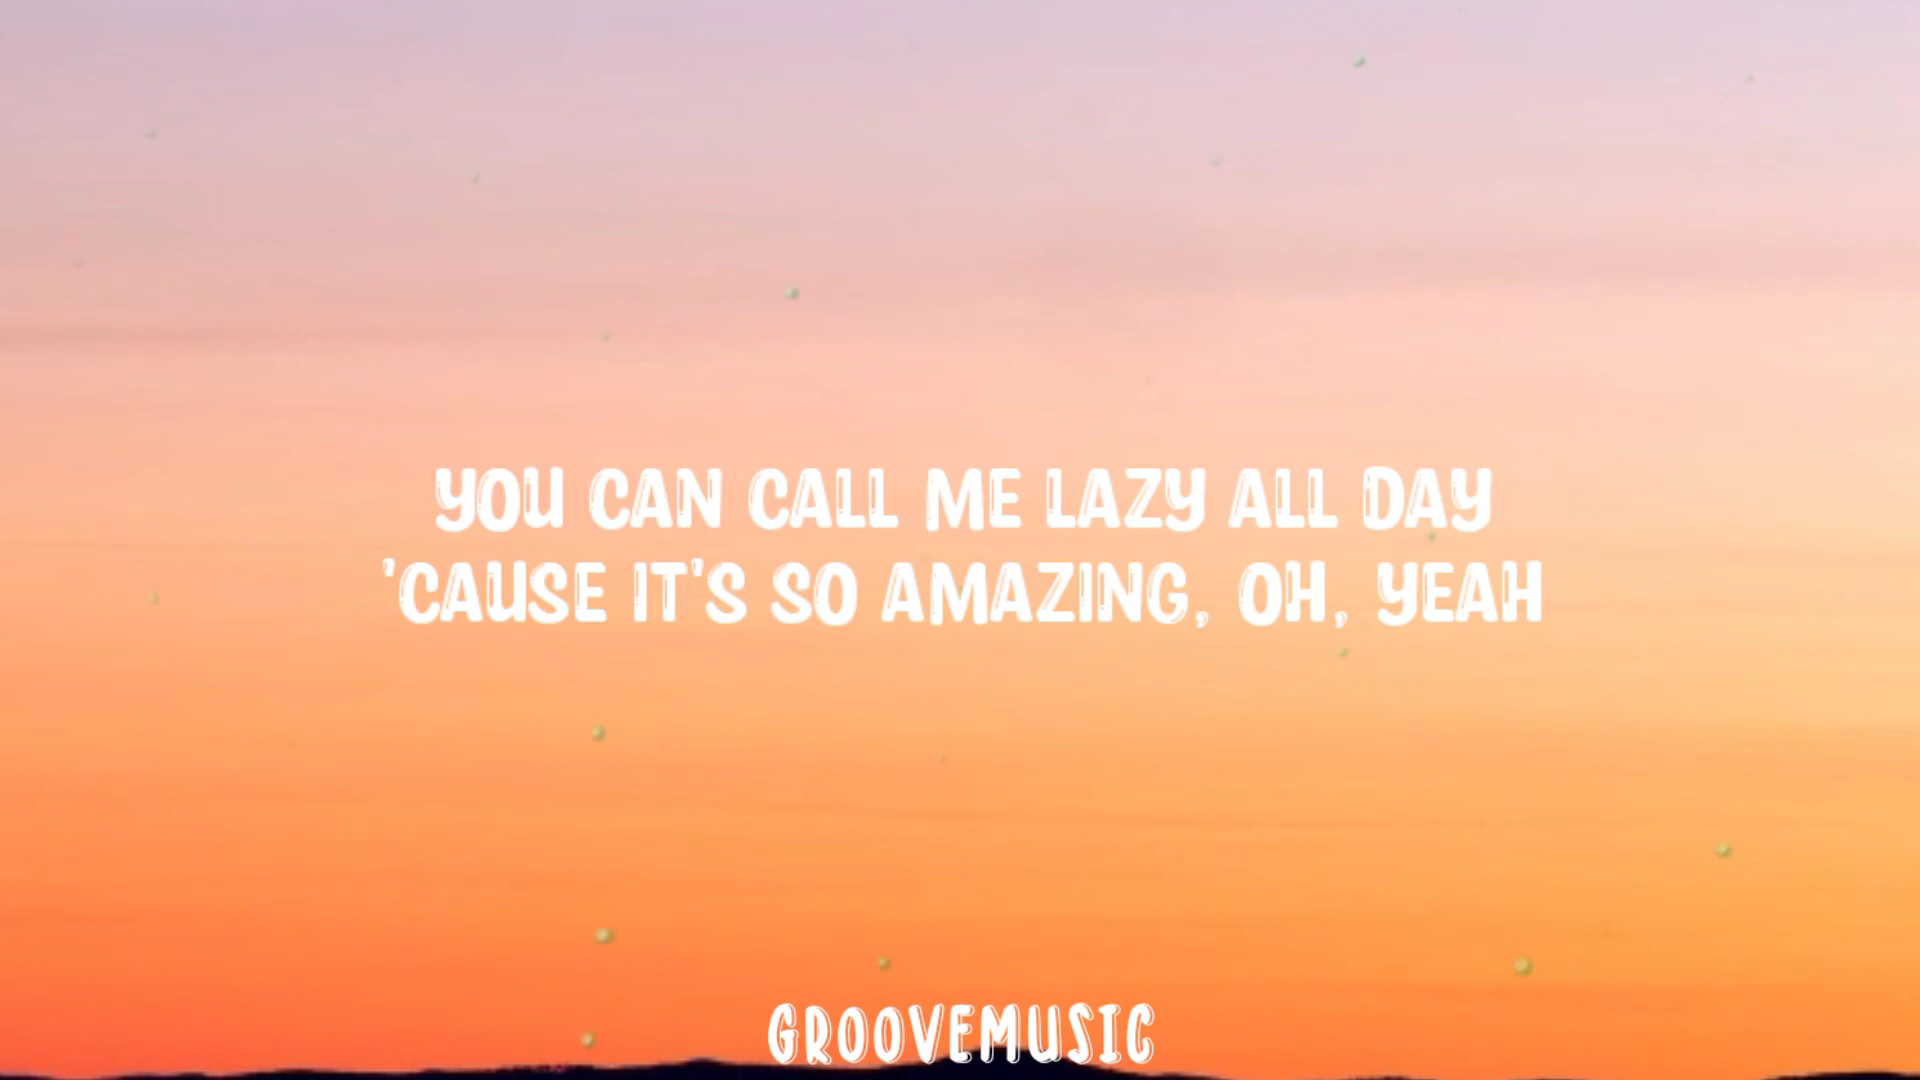 YOU CAN CALL ME LAZY ALL DAY
'CAUSE IT'S SO AMAZING, OH, YEAH
GROOVEMUSIC